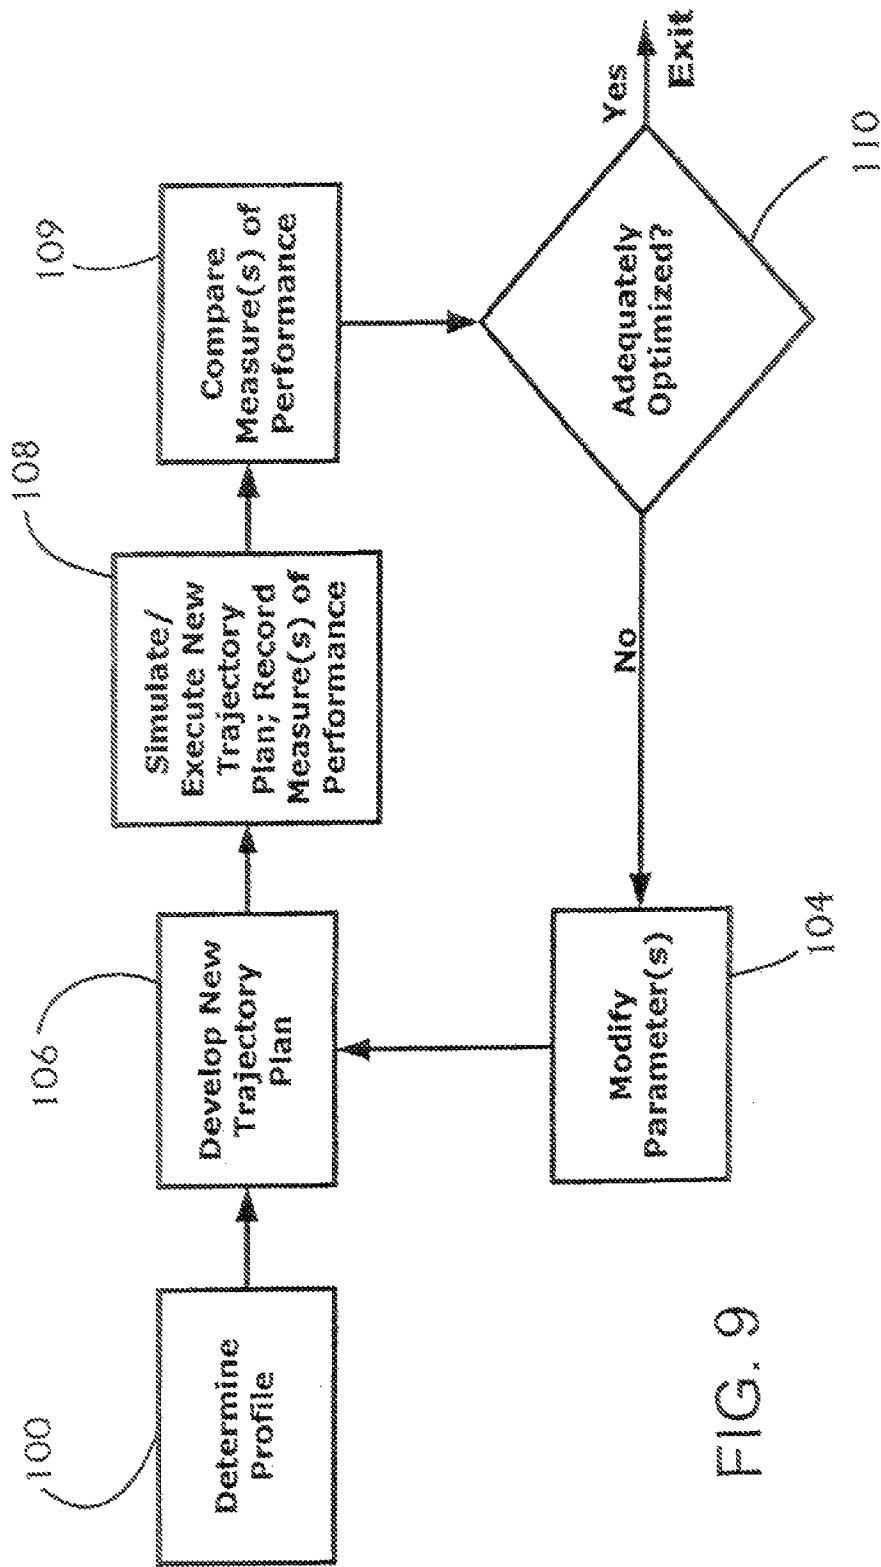 100
Determine
Profile
106
Develop New
Trajectory
Plan
108
Simulate/
Execute New
Trajectory
Plan; Record
Measure(s) of
Performance
109
Compare
Measure(s) of
Performance
Adequately
Optimized?
110
Yes
Exit
No
Modify
Parameter(s)
104
FIG. 9